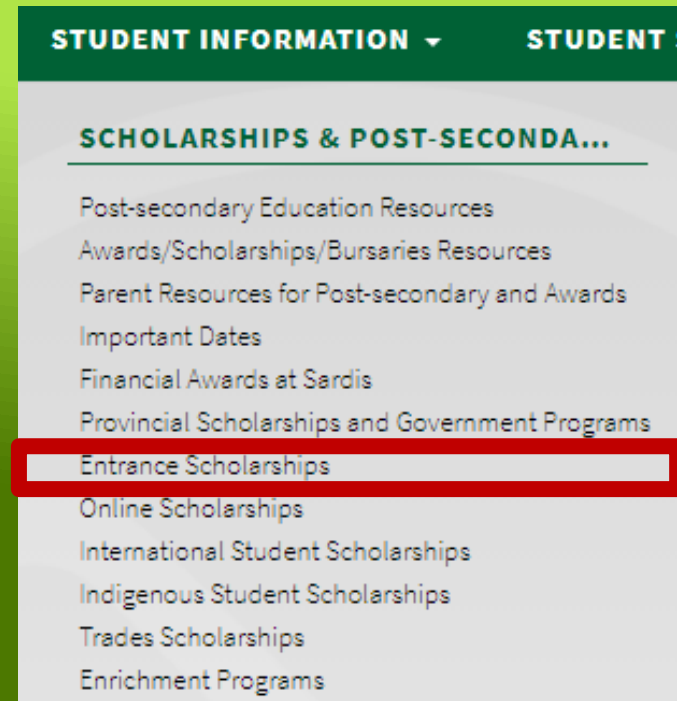 STUDENT INFORMATION STUDENT
SCHOLARSHIPS & POST-SECONDA...
Post-secondary Education Resources
Awards/Scholarships/Bursaries Resources
Parent Resources for Post-secondary and Awards
Important Dates
Financial Awards at Sardis
Provincial Scholarships and Government Programs
Entrance Scholarships
Online Scholarships
International Student Scholarships
Indigenous Student Scholarships
Trades Scholarships
Enrichment Programs